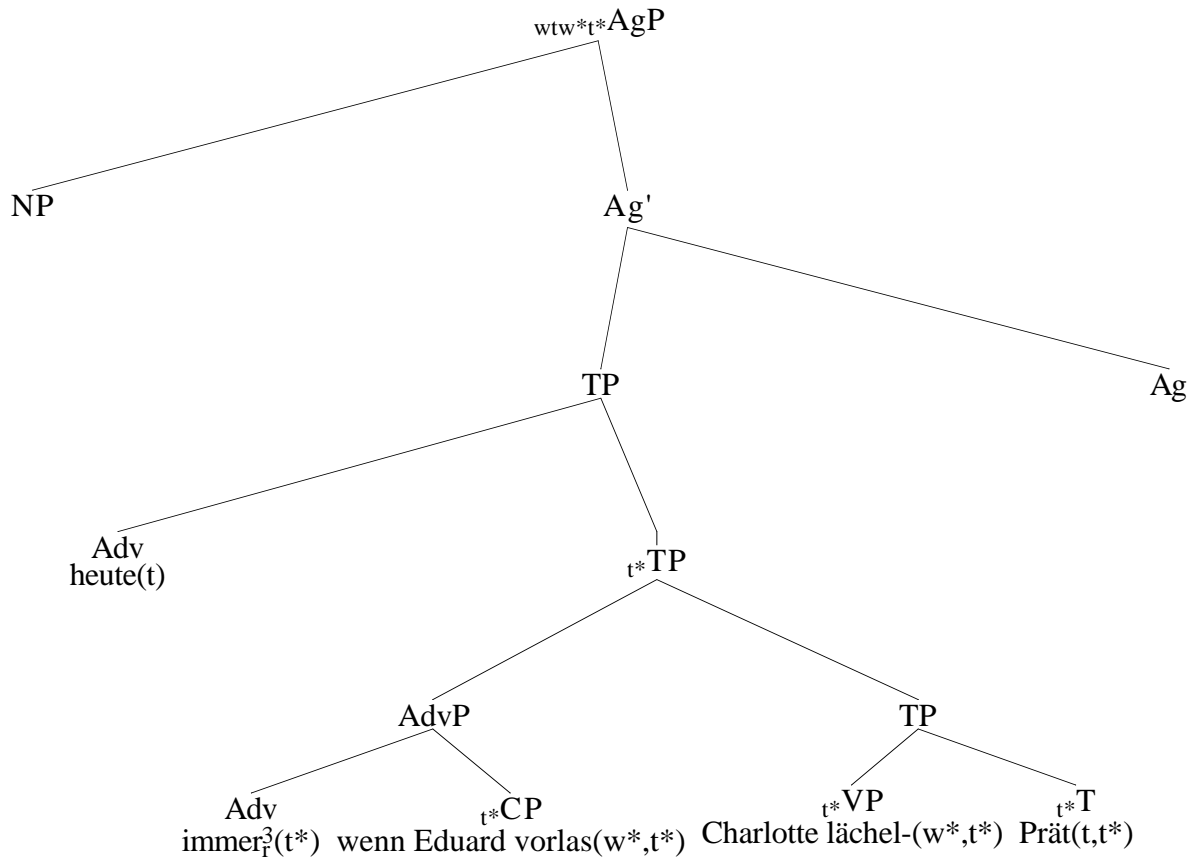 wtw*t*AgP
NP Ag'
TP Ag
Adv
heute(t)
t*TP
AdvP TP
Adv t*CP t*VP t*T
immer³r(t*) wenn Eduard vorlas(w*,t*) Charlotte lächel-(w*,t*) Prät(t,t*)